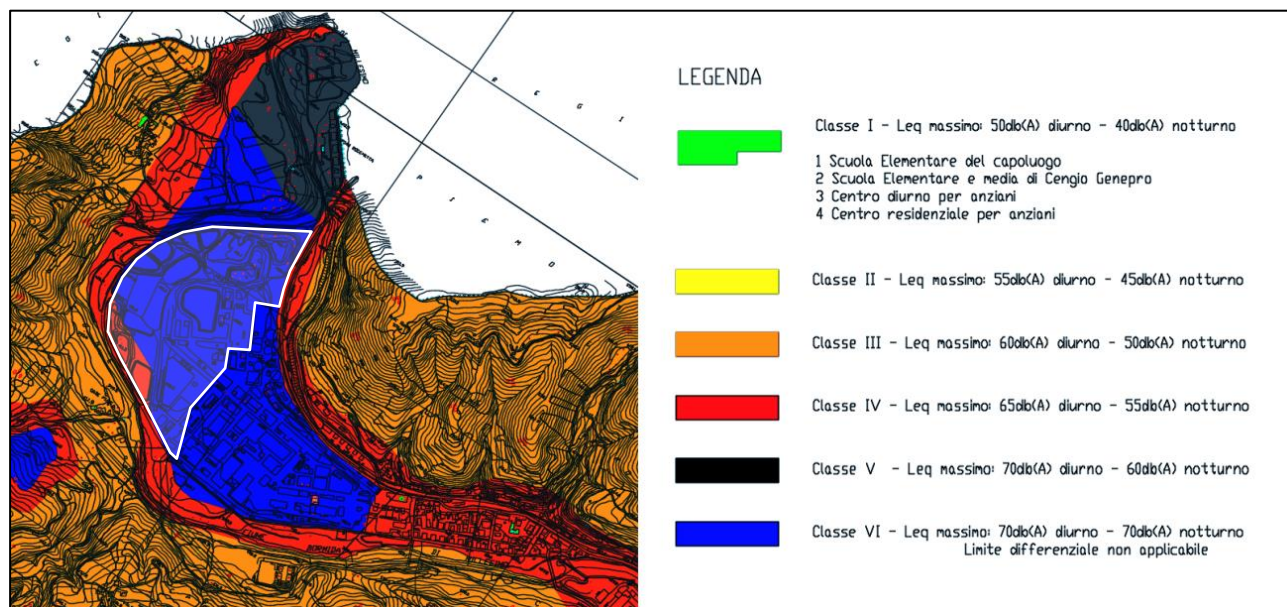 LEGENDA
Classe I - Leq massimo: 50db(A) diurno - 40db(A) notturno
1 Scuola Elementare del capoluogo
2 Scuola Elementare e media di Cengio Genepro
3 Centro diurno per anziani
4 Centro residenziale per anziani
Classe II - Leq massimo: 55db(A) diurno - 45db(A) notturno
Classe III - Leq massimo: 60db(A) diurno - 50db(A) notturno
Classe IV - Leq massimo: 65db(A) diurno - 55db(A) notturno
Classe V - Leq massimo: 70db(A) diurno - 60db(A) notturno
Classe VI - Leq massimo: 70db(A) diurno - 70db(A) notturno
Limite differenziale non applicabile
R E G I
P I E M O
FIUME BORMIDA DI